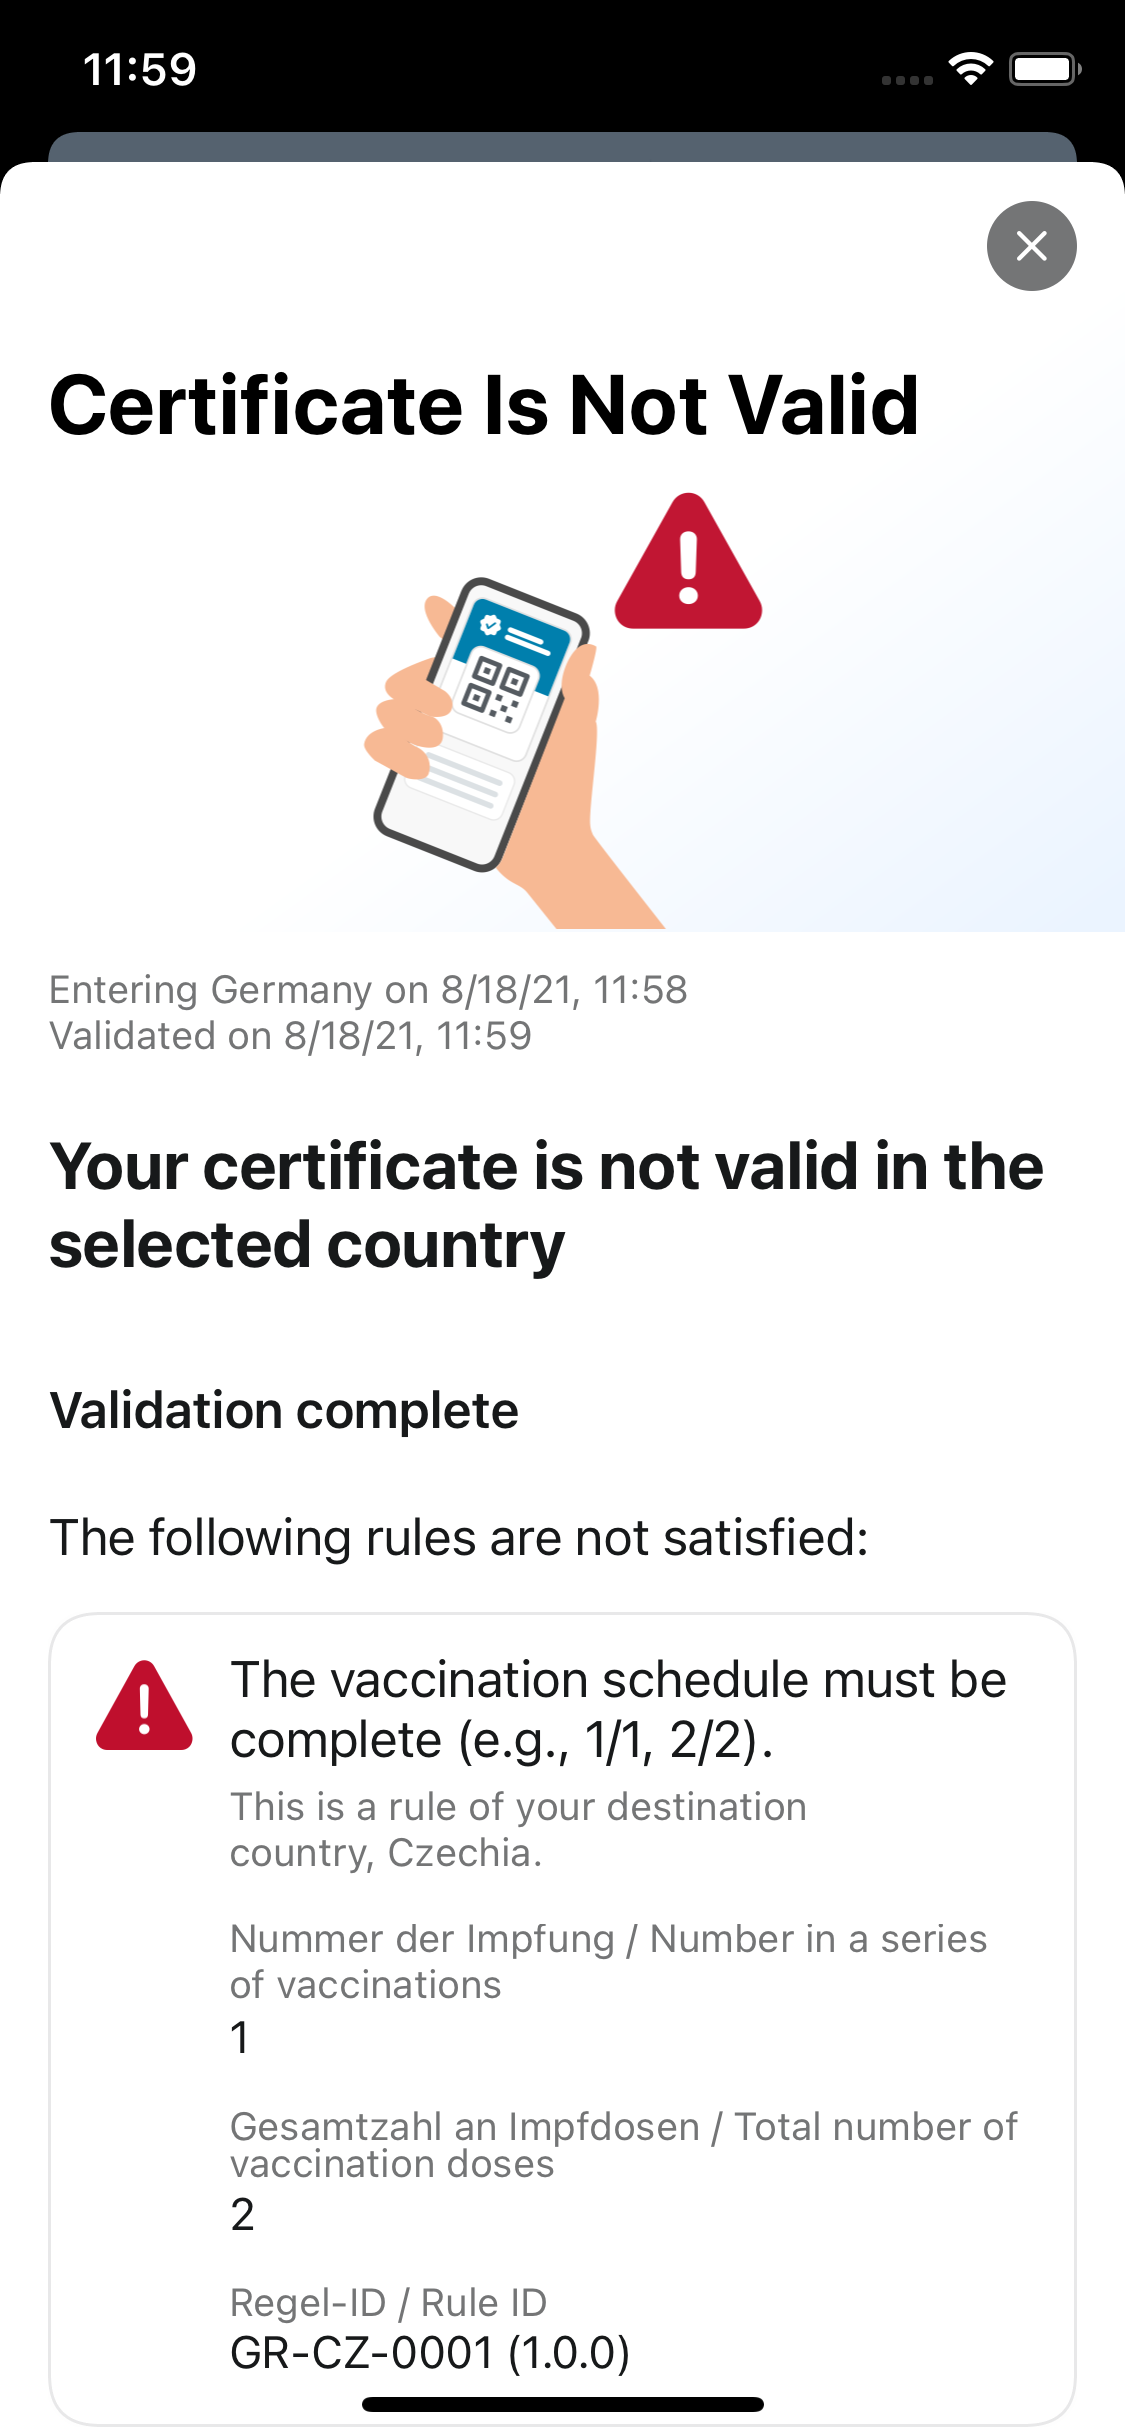 11:59
Certificate Is Not Valid
Entering Germany on 8/18/21, 11:58
Validated on 8/18/21, 11:59
Your certificate is not valid in the
selected country
Validation complete
The following rules are not satisfied:
The vaccination schedule must be
complete (e.g., 1/1, 2/2).
This is a rule of your destination
country, Czechia.
Nummer der Impfung / Number in a series
of vaccinations
1
Gesamtzahl an Impfdosen / Total number of
vaccination doses
2
Regel-ID / Rule ID
GR-CZ-0001 (1.0.0)